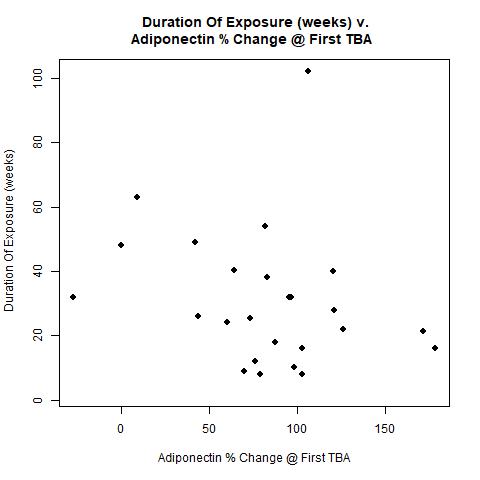 Duration Of Exposure (weeks) v.
Adiponectin % Change @ First TBA
Duration Of Exposure (weeks)
100
80
60
40
20
0
0 50 100 150
Adiponectin % Change @ First TBA